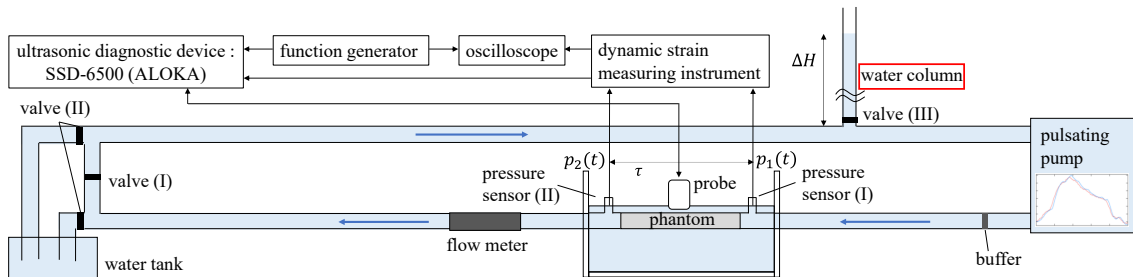 ultrasonic diagnostic device :
SSD-6500 (ALOKA)
function generator
oscilloscope
dynamic strain
measuring instrument
ΔH
water column
valve (III)
valve (II)
pulsating
pump
p₂(t)
τ
p₁(t)
valve (I)
pressure
sensor (II)
probe
pressure
sensor (I)
phantom
flow meter
buffer
water tank